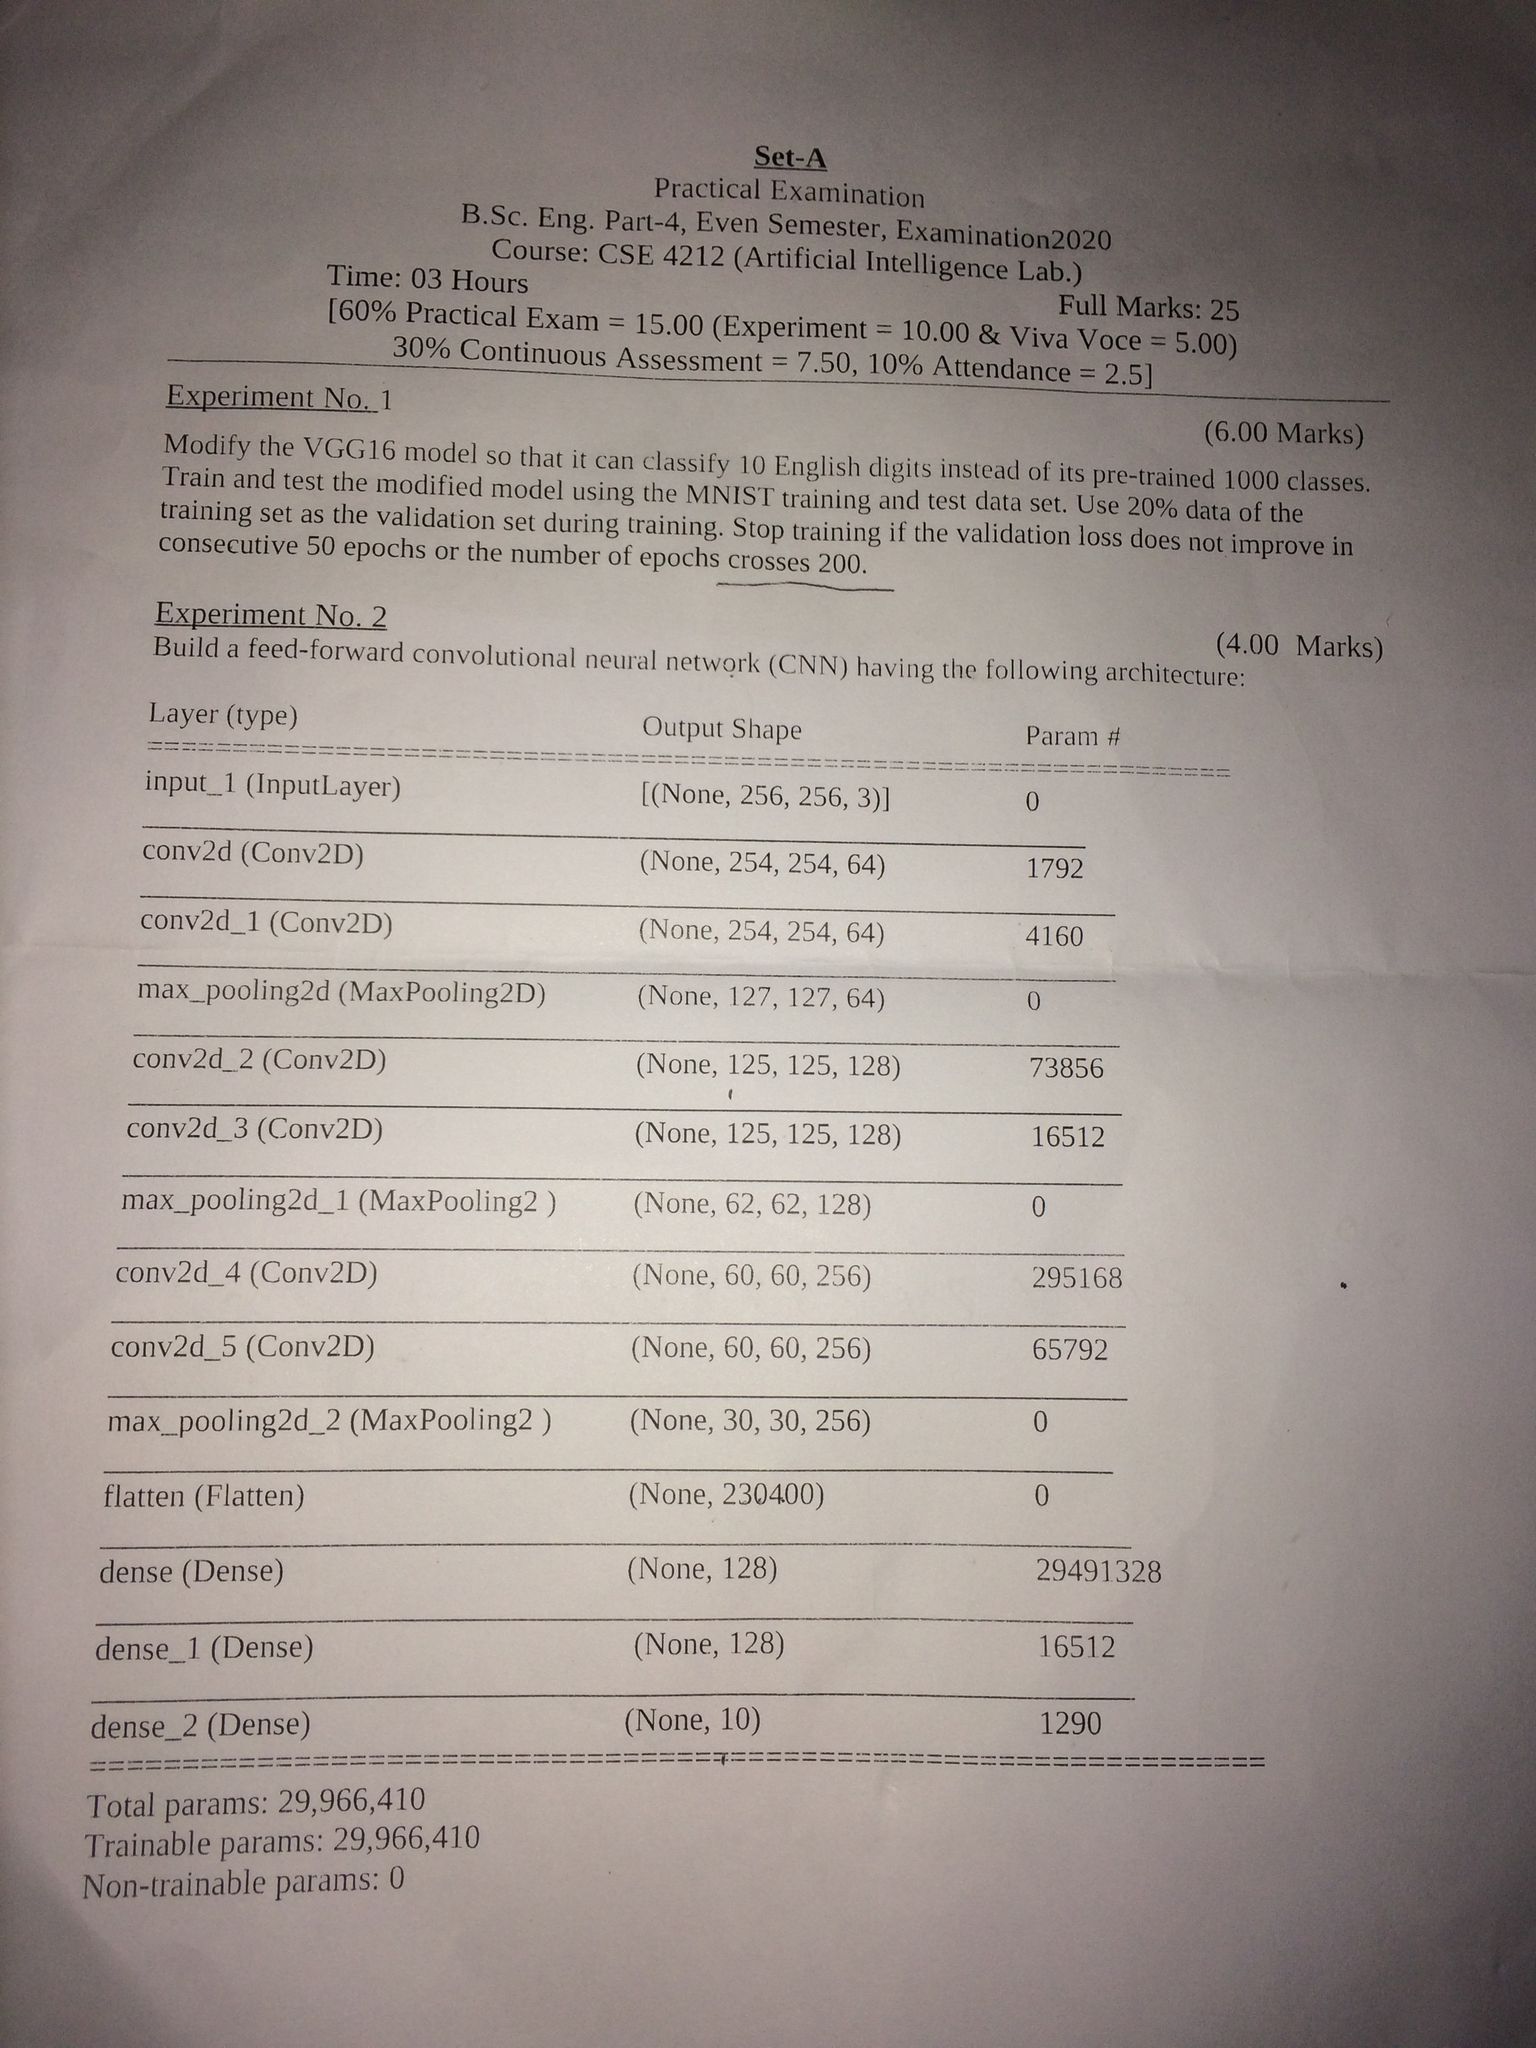 Set-A
Practical Examination
B.Sc. Eng. Part-4, Even Semester, Examination2020
Course: CSE 4212 (Artificial Intelligence Lab.)
Time: 03 Hours Full Marks: 25
[60% Practical Exam = 15.00 (Experiment = 10.00 & Viva Voce = 5.00)
30% Continuous Assessment = 7.50, 10% Attendance = 2.5]
Experiment No. 1 (6.00 Marks)
Modify the VGG16 model so that it can classify 10 English digits instead of its pre-trained 1000 classes.
Train and test the modified model using the MNIST training and test data set. Use 20% data of the
training set as the validation set during training. Stop training if the validation loss does not improve in
consecutive 50 epochs or the number of epochs crosses 200.
Experiment No. 2 (4.00 Marks)
Build a feed-forward convolutional neural network (CNN) having the following architecture:
Layer (type) Output Shape Param #
input_1 (InputLayer) [(None, 256, 256, 3)] 0
conv2d (Conv2D) (None, 254, 254, 64) 1792
conv2d_1 (Conv2D) (None, 254, 254, 64) 4160
max_pooling2d (MaxPooling2D) (None, 127, 127, 64) 0
conv2d_2 (Conv2D) (None, 125, 125, 128) 73856
conv2d_3 (Conv2D) (None, 125, 125, 128) 16512
max_pooling2d_1 (MaxPooling2 ) (None, 62, 62, 128) 0
conv2d_4 (Conv2D) (None, 60, 60, 256) 295168
conv2d_5 (Conv2D) (None, 60, 60, 256) 65792
max_pooling2d_2 (MaxPooling2 ) (None, 30, 30, 256) 0
flatten (Flatten) (None, 230400) 0
dense (Dense) (None, 128) 29491328
dense_1 (Dense) (None, 128) 16512
dense_2 (Dense) (None, 10) 1290
Total params: 29,966,410
Trainable params: 29,966,410
Non-trainable params: 0